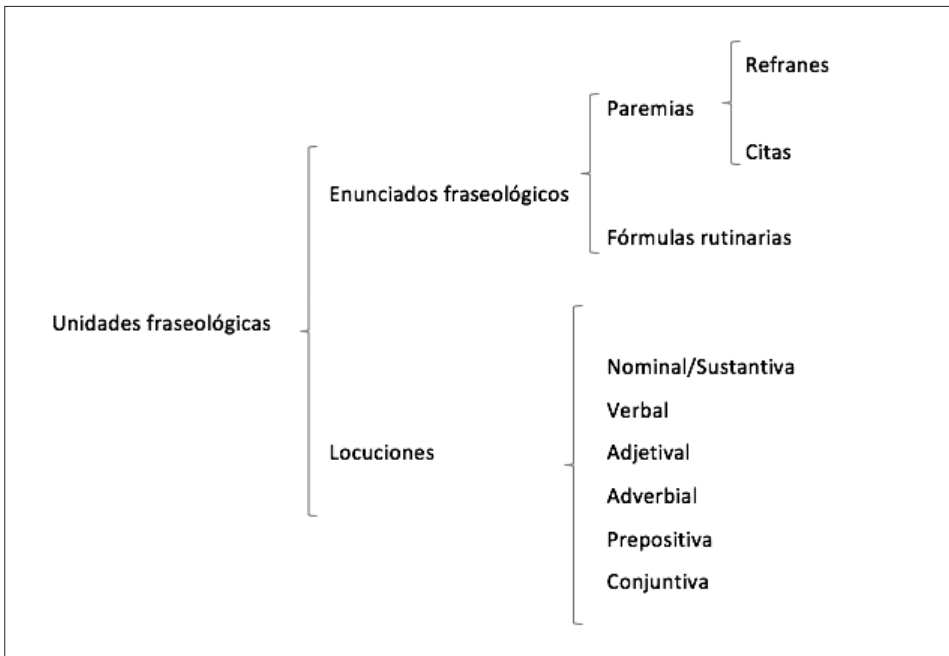 Refranes
Paremias
Citas
Enunciados fraseológicos
Fórmulas rutinarias
Unidades fraseológicas
Nominal/Sustantiva
Verbal
Locuciones
Adjetival
Adverbial
Prepositiva
Conjuntiva